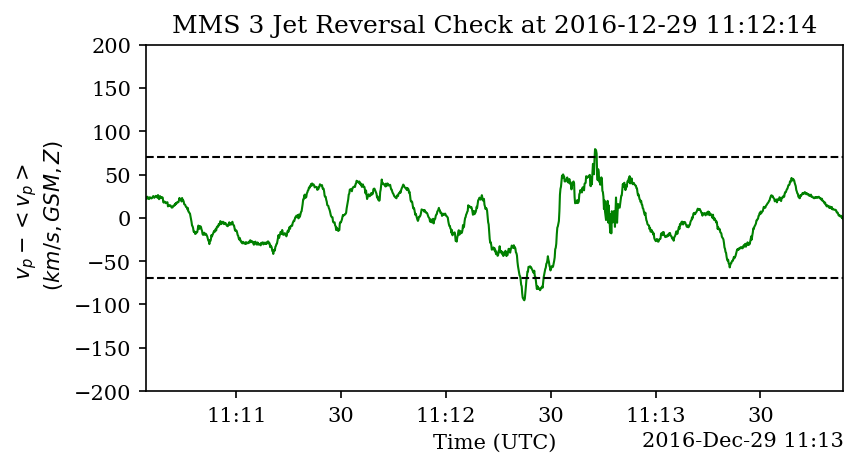 MMS 3 Jet Reversal Check at 2016-12-29 11:12:14
200
150
100
50
0
−50
−100
−150
−200
v_p − < v_p >
(km/s, GSM, Z)
11:11 30 11:12 30 11:13 30
Time (UTC)
2016-Dec-29 11:13